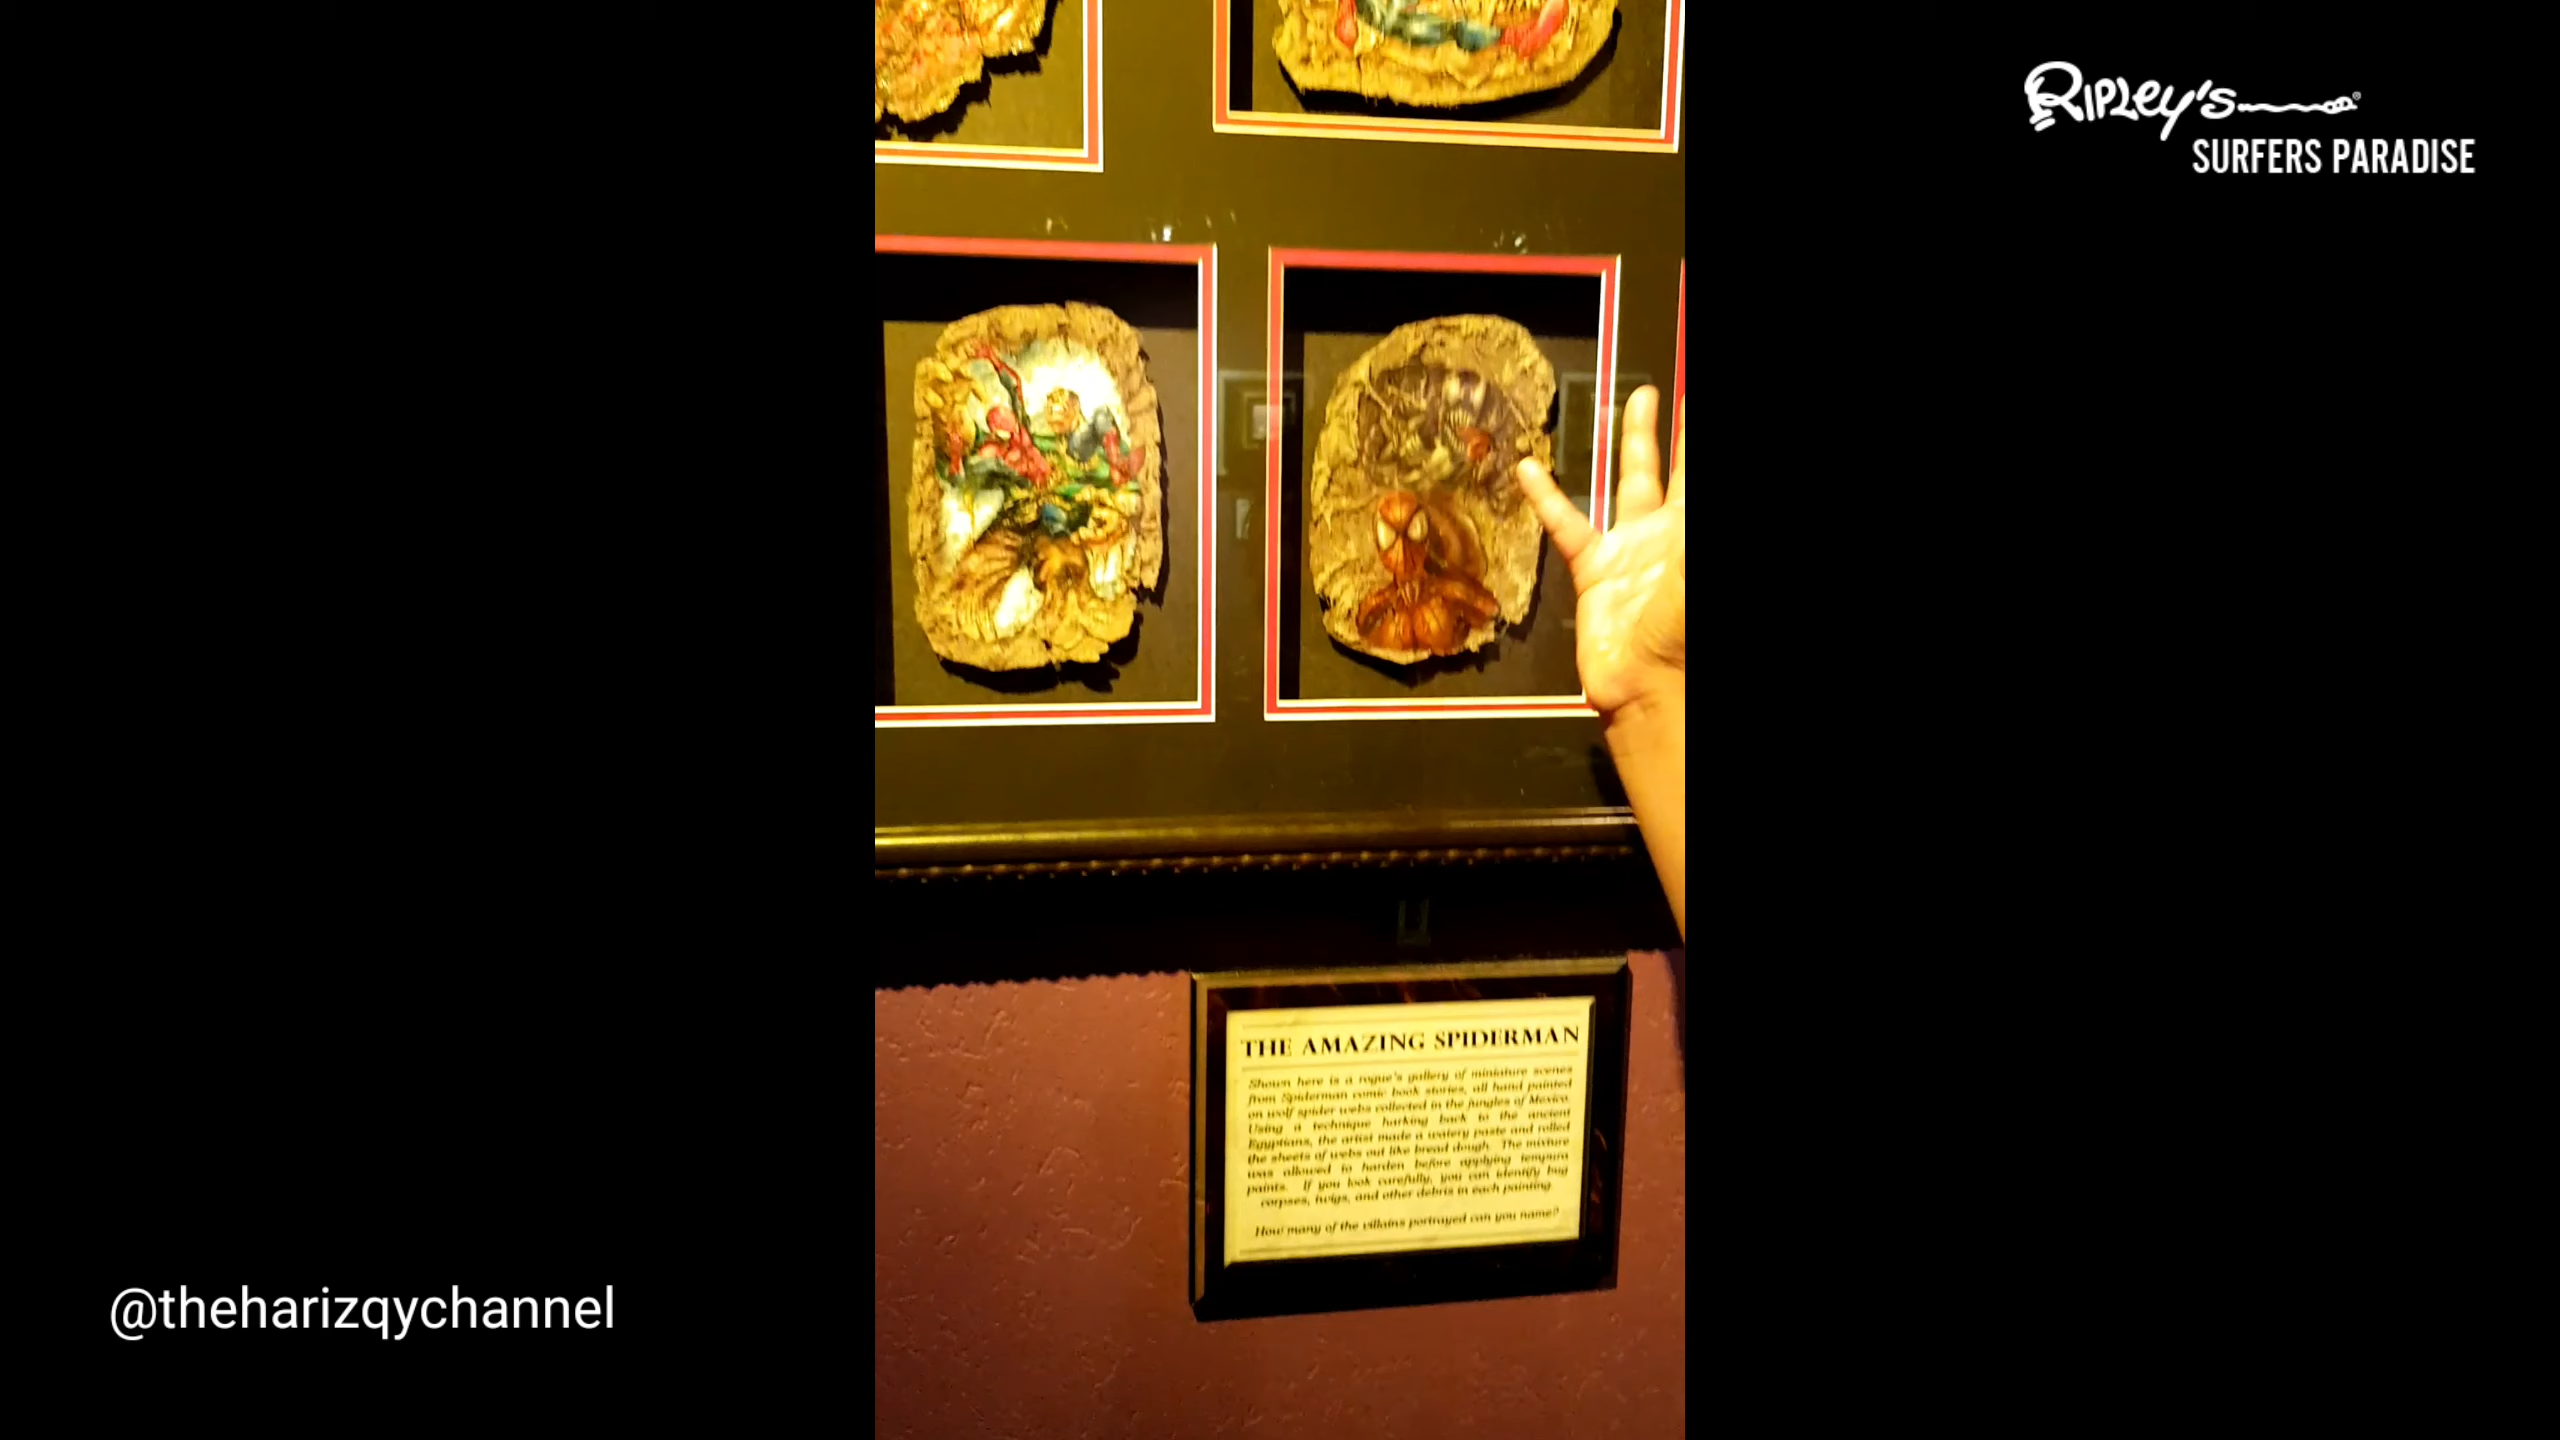 Ripley's
SURFERS PARADISE
THE AMAZING SPIDERMAN
Shown here is a rogue's gallery of miniature scenes
from Spiderman comic book stories, all hand painted
on wolf spider webs collected in the jungles of Mexico.
Using a technique harking back to the ancient
Egyptians, the artist made a watery paste and rolled
the sheets of webs out like bread dough. The mixture
was allowed to harden before applying tempura
paints. If you look carefully, you can identify bug
corpses, twigs, and other debris in each painting.
How many of the villains portrayed can you name?
@theharizqychannel